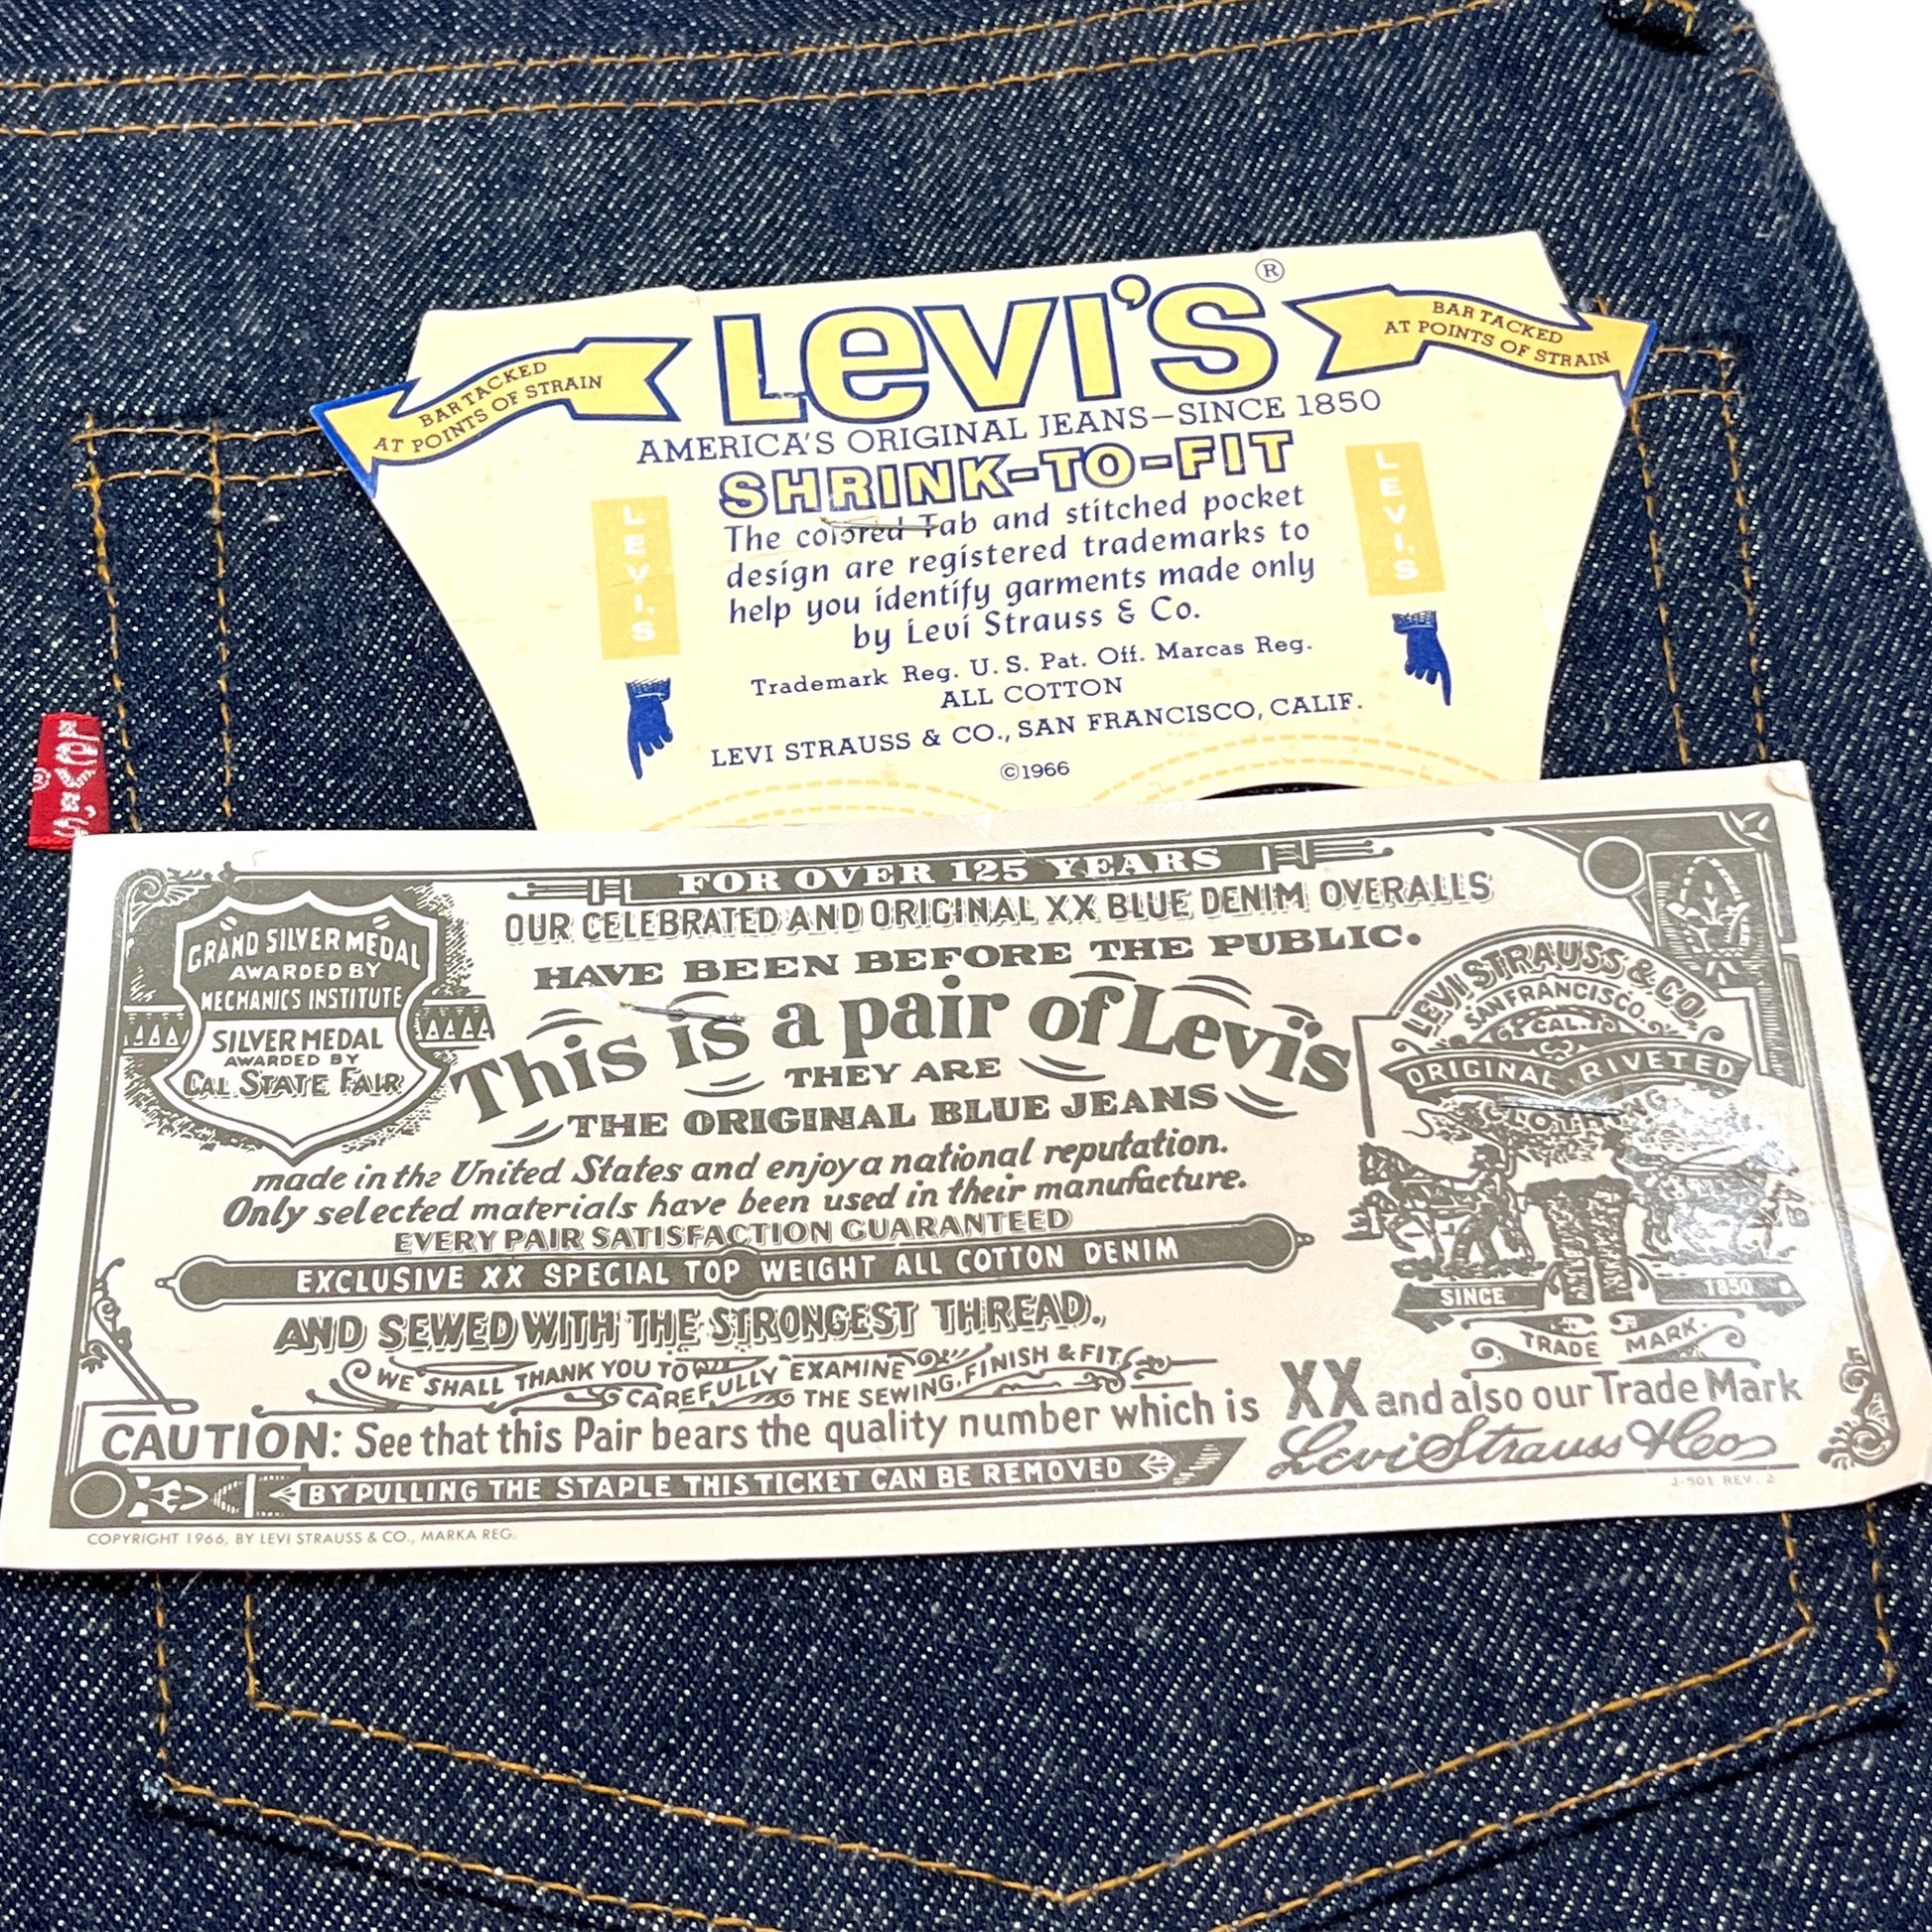 LEVI'S®
BAR TACKED
AT POINTS OF STRAIN
BAR TACKED
AT POINTS OF STRAIN
AMERICA'S ORIGINAL JEANS—SINCE 1850
SHRINK-TO-FIT
The colored Tab and stitched pocket
design are registered trademarks to
help you identify garments made only
by Levi Strauss & Co.
LEVI'S
LEVI'S
Trademark Reg. U. S. Pat. Off. Marcas Reg.
ALL COTTON
LEVI STRAUSS & CO., SAN FRANCISCO, CALIF.
©1966
LEVI'S®
FOR OVER 125 YEARS
OUR CELEBRATED AND ORIGINAL XX BLUE DENIM OVERALLS
HAVE BEEN BEFORE THE PUBLIC.
GRAND SILVER MEDAL
AWARDED BY
MECHANICS INSTITUTE
SILVER MEDAL
AWARDED BY
CAL. STATE FAIR
This is a pair of Levi's
THEY ARE
THE ORIGINAL BLUE JEANS
made in the United States and enjoy a national reputation.
Only selected materials have been used in their manufacture.
EVERY PAIR SATISFACTION GUARANTEED
EXCLUSIVE XX SPECIAL TOP WEIGHT ALL COTTON DENIM
AND SEWED WITH THE STRONGEST THREAD.
WE SHALL THANK YOU TO CAREFULLY EXAMINE THE SEWING, FINISH & FIT.
LEVI STRAUSS & CO.
SAN FRANCISCO.
CAL.
ORIGINAL RIVETED
CLOTHING
SINCE 1850
TRADE MARK.
CAUTION: See that this Pair bears the quality number which is XX and also our Trade Mark
Levi Strauss & Co
BY PULLING THE STAPLE THIS TICKET CAN BE REMOVED
J-501 REV. 2
COPYRIGHT 1966, BY LEVI STRAUSS & CO., MARKA REG.